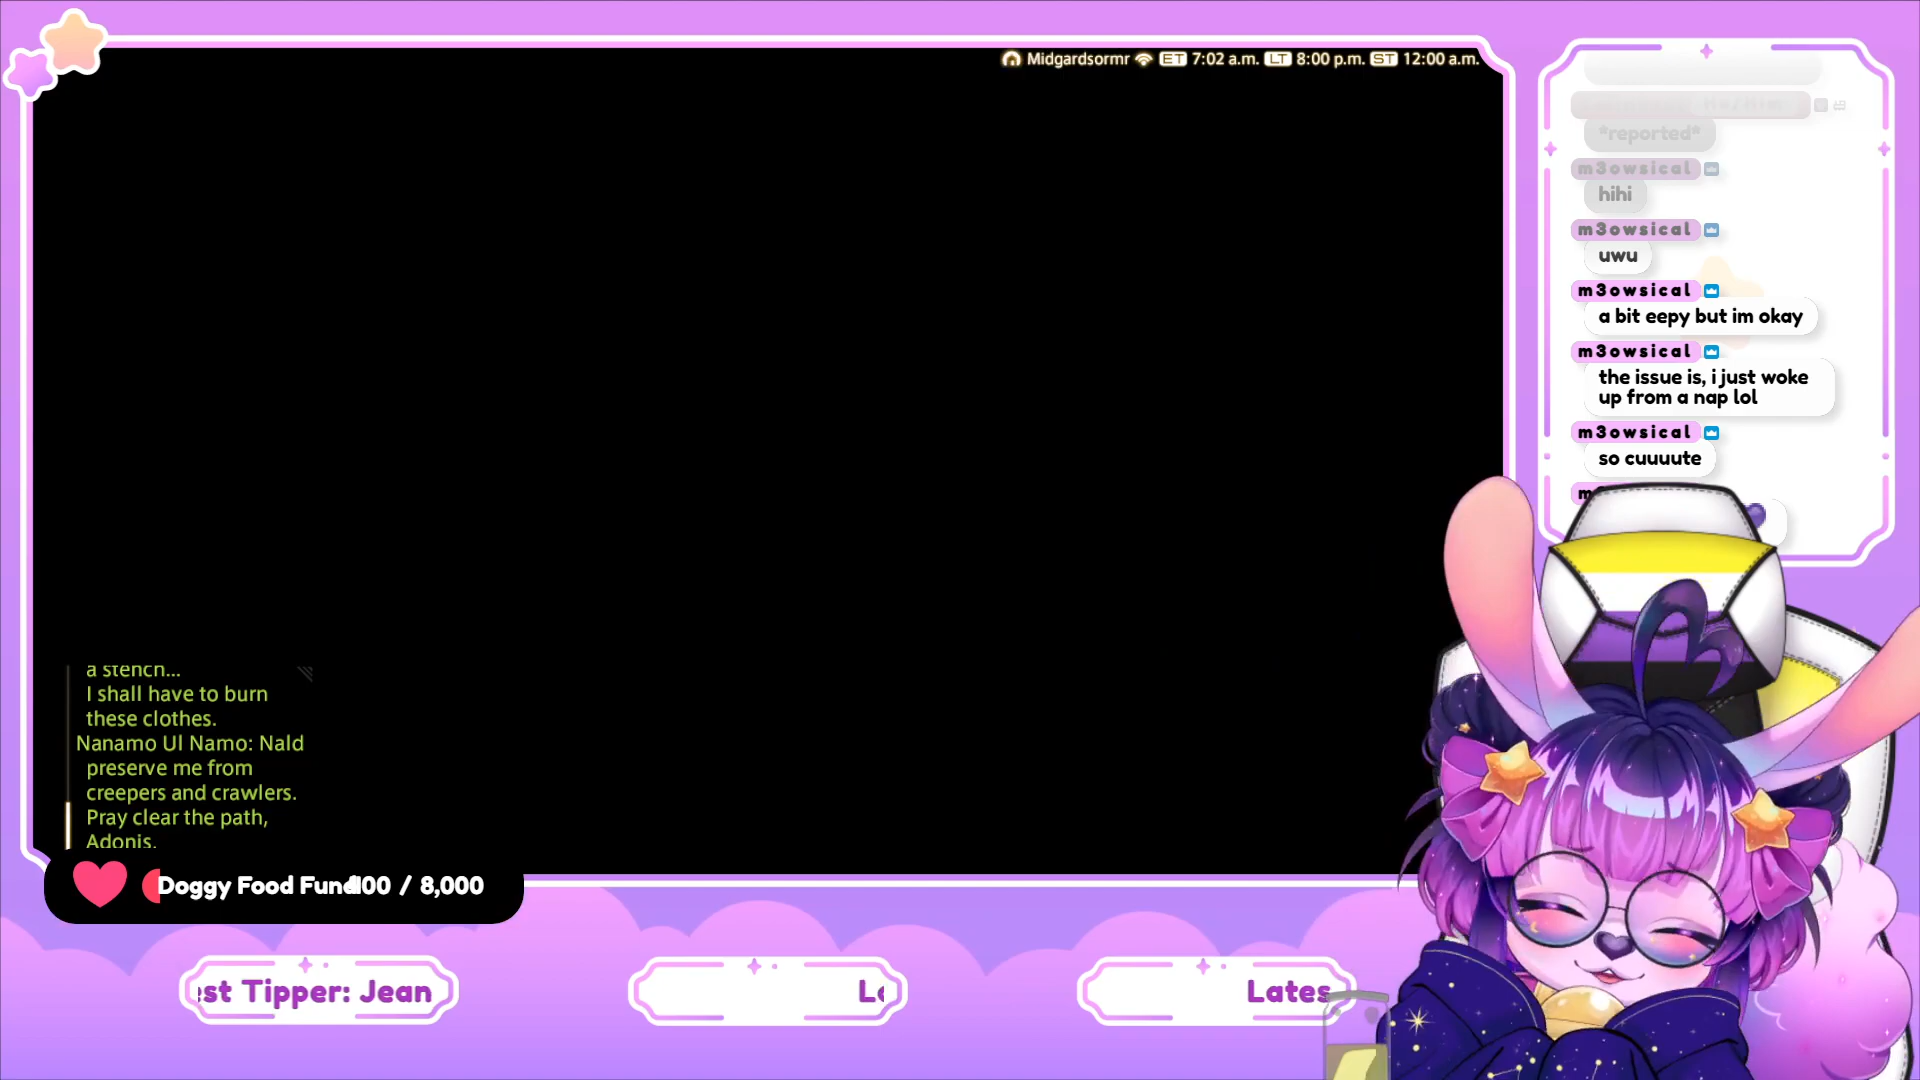 Midgardsormr ET 7:02 a.m. LT 8:00 p.m. ST 12:00 a.m.
*reported*
m3owsical
hihi
m3owsical
uwu
m3owsical
a bit eepy but im okay
m3owsical
the issue is, i just woke
up from a nap lol
m3owsical
so cuuuute
a stench...
I shall have to burn
these clothes.
Nanamo Ul Namo: Nald
preserve me from
creepers and crawlers.
Pray clear the path,
Adonis.
Doggy Food Fund 100 / 8,000
est Tipper: Jean
Lates